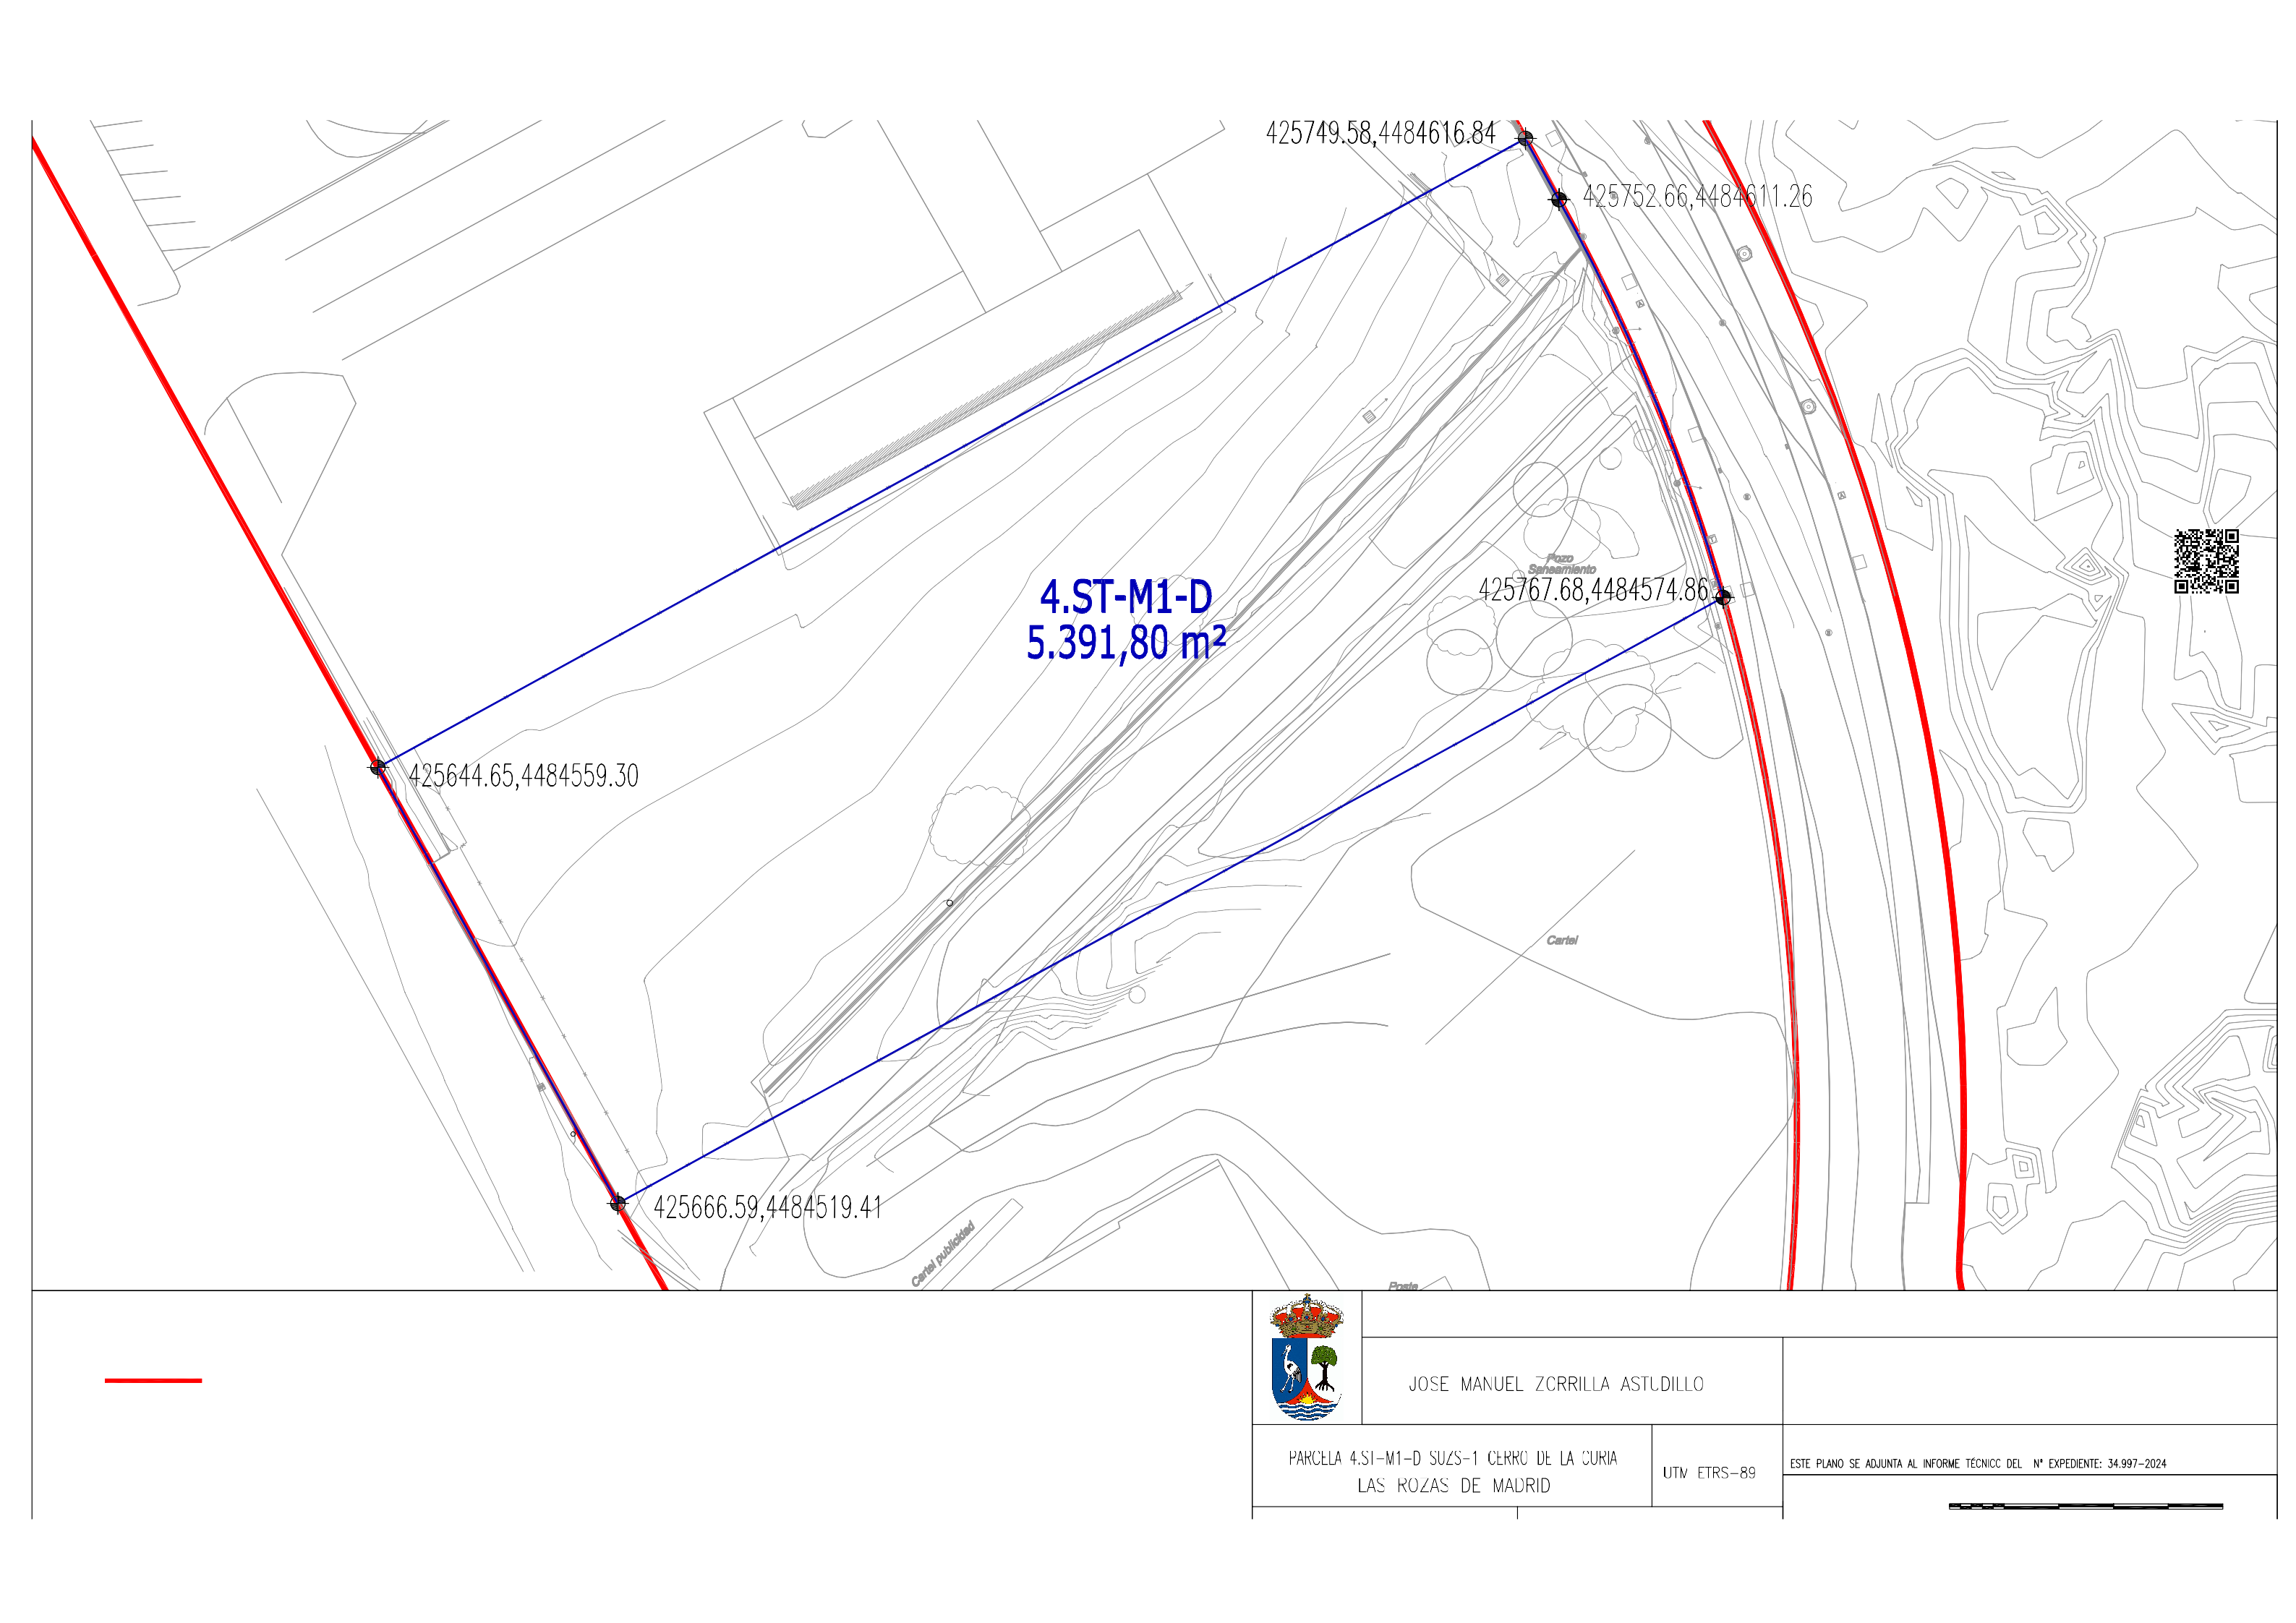 425749.58,4484616.84
425752.66,4484611.26
Pozo
Saneamiento
4.ST-M1-D
5.391,80 m²
425767.68,4484574.86
425644.65,4484559.30
Cartel
425666.59,4484519.41
Cartel publicidad
Poste
JOSE MANUEL ZORRILLA ASTUDILLO
PARCELA 4.ST-M1-D SUZS-1 CERRO DE LA CURIA
LAS ROZAS DE MADRID
UTM ETRS-89
ESTE PLANO SE ADJUNTA AL INFORME TÉCNICO DEL Nº EXPEDIENTE: 34.997-2024